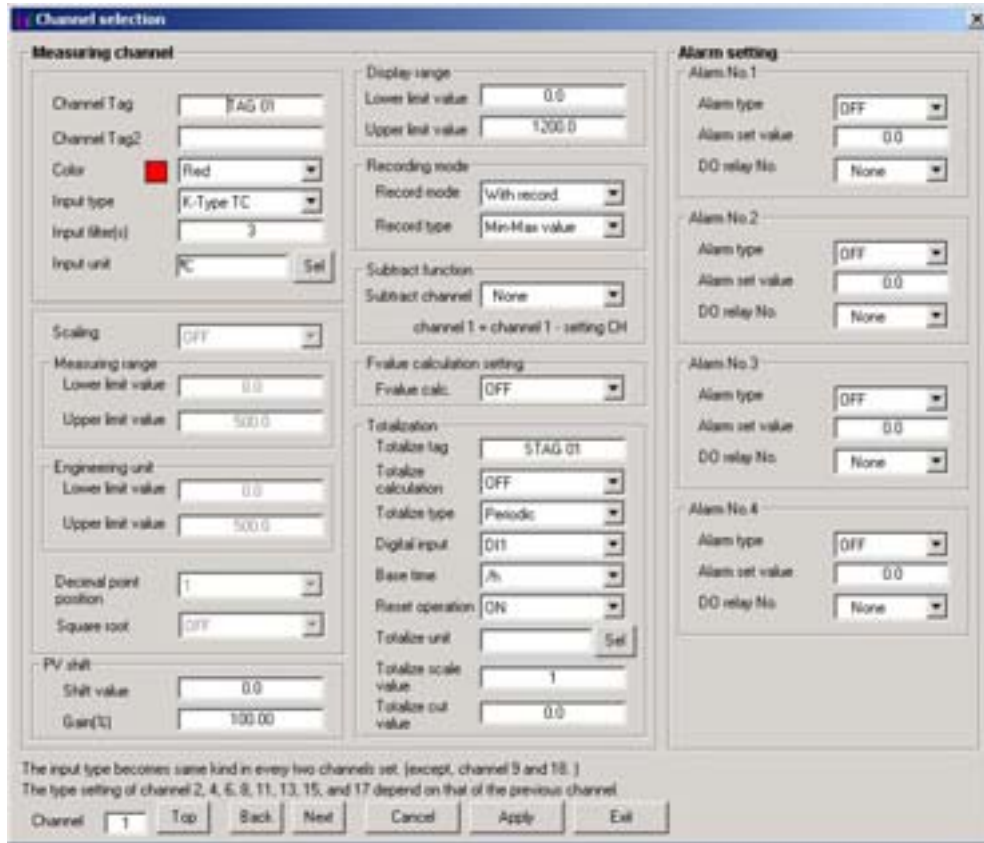 Channel selection
Measuring channel
Channel Tag TAG 01
Channel Tag2
Color Red
Input type K-Type TC
Input filter(s) 3
Input unit °C Sel
Scaling OFF
Measuring range
Lower limit value 0.0
Upper limit value 500.0
Engineering unit
Lower limit value 0.0
Upper limit value 500.0
Decimal point
position 1
Square root OFF
PV shift
Shift value 0.0
Gain(%) 100.00
Display range
Lower limit value 0.0
Upper limit value 1200.0
Recording mode
Record mode With record
Record type Min-Max value
Subtract function
Subtract channel None
channel 1 = channel 1 - setting CH
Fvalue calculation setting
Fvalue calc. OFF
Totalization
Totalize tag STAG 01
Totalize
calculation OFF
Totalize type Periodic
Digital input DI1
Base time /h
Reset operation ON
Totalize unit Sel
Totalize scale
value 1
Totalize cut
value 0.0
Alarm setting
Alarm No.1
Alarm type OFF
Alarm set value 0.0
DO relay No. None
Alarm No.2
Alarm type OFF
Alarm set value 0.0
DO relay No. None
Alarm No.3
Alarm type OFF
Alarm set value 0.0
DO relay No. None
Alarm No.4
Alarm type OFF
Alarm set value 0.0
DO relay No. None
The input type becomes same kind in every two channels set. (except, channel 9 and 18. )
The type setting of channel 2, 4, 6, 8, 11, 13, 15, and 17 depend on that of the previous channel.
Channel 1 Top Back Next Cancel Apply Exit